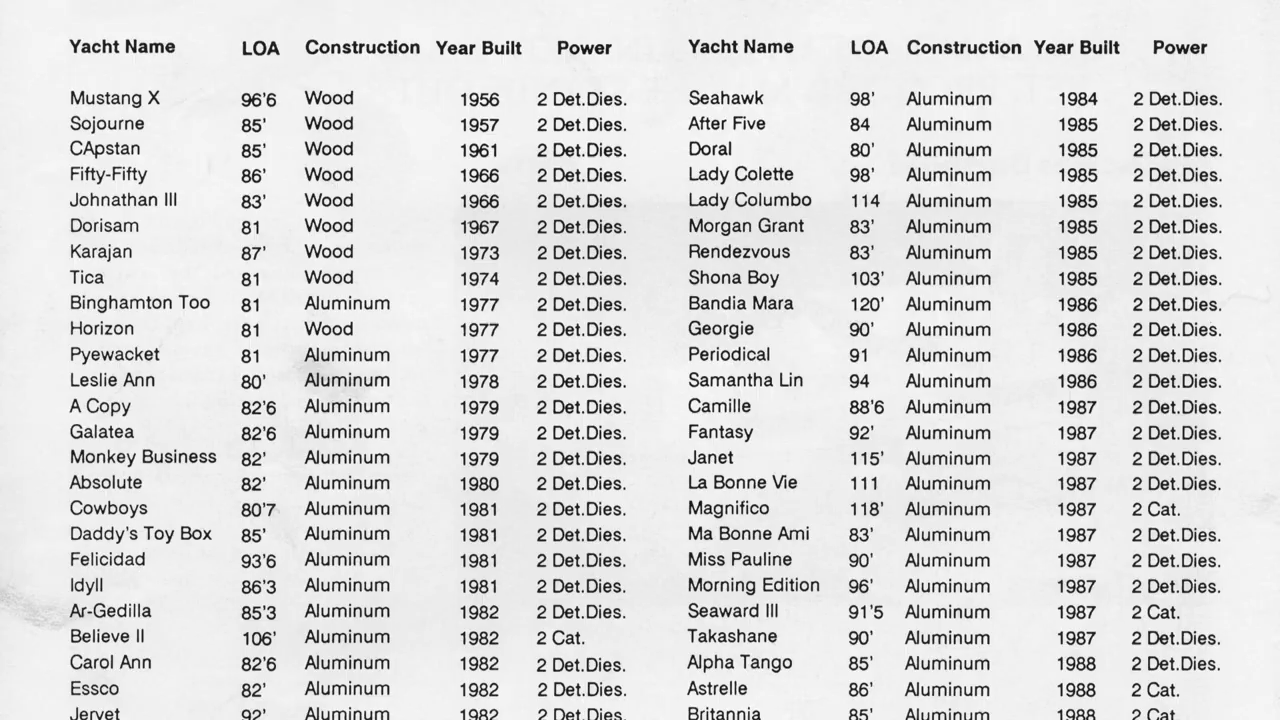 Yacht Name LOA Construction Year Built Power Yacht Name LOA Construction Year Built Power
Mustang X 96'6 Wood 1956 2 Det.Dies. Seahawk 98' Aluminum 1984 2 Det.Dies.
Sojourne 85' Wood 1957 2 Det.Dies. After Five 84 Aluminum 1985 2 Det.Dies.
CApstan 85' Wood 1961 2 Det.Dies. Doral 80' Aluminum 1985 2 Det.Dies.
Fifty-Fifty 86' Wood 1966 2 Det.Dies. Lady Colette 98' Aluminum 1985 2 Det.Dies.
Johnathan III 83' Wood 1966 2 Det.Dies. Lady Columbo 114 Aluminum 1985 2 Det.Dies.
Dorisam 81 Wood 1967 2 Det.Dies. Morgan Grant 83' Aluminum 1985 2 Det.Dies.
Karajan 87' Wood 1973 2 Det.Dies. Rendezvous 83' Aluminum 1985 2 Det.Dies.
Tica 81 Wood 1974 2 Det.Dies. Shona Boy 103' Aluminum 1985 2 Det.Dies.
Binghamton Too 81 Aluminum 1977 2 Det.Dies. Bandia Mara 120' Aluminum 1986 2 Det.Dies.
Horizon 81 Wood 1977 2 Det.Dies. Georgie 90' Aluminum 1986 2 Det.Dies.
Pyewacket 81 Aluminum 1977 2 Det.Dies. Periodical 91 Aluminum 1986 2 Det.Dies.
Leslie Ann 80' Aluminum 1978 2 Det.Dies. Samantha Lin 94 Aluminum 1986 2 Det.Dies.
A Copy 82'6 Aluminum 1979 2 Det.Dies. Camille 88'6 Aluminum 1987 2 Det.Dies.
Galatea 82'6 Aluminum 1979 2 Det.Dies. Fantasy 92' Aluminum 1987 2 Det.Dies.
Monkey Business 82' Aluminum 1979 2 Det.Dies. Janet 115' Aluminum 1987 2 Det.Dies.
Absolute 82' Aluminum 1980 2 Det.Dies. La Bonne Vie 111 Aluminum 1987 2 Det.Dies.
Cowboys 80'7 Aluminum 1981 2 Det.Dies. Magnifico 118' Aluminum 1987 2 Cat.
Daddy's Toy Box 85' Aluminum 1981 2 Det.Dies. Ma Bonne Ami 83' Aluminum 1987 2 Det.Dies.
Felicidad 93'6 Aluminum 1981 2 Det.Dies. Miss Pauline 90' Aluminum 1987 2 Det.Dies.
Idyll 86'3 Aluminum 1981 2 Det.Dies. Morning Edition 96' Aluminum 1987 2 Det.Dies.
Ar-Gedilla 85'3 Aluminum 1982 2 Det.Dies. Seaward III 91'5 Aluminum 1987 2 Cat.
Believe II 106' Aluminum 1982 2 Cat. Takashane 90' Aluminum 1987 2 Det.Dies.
Carol Ann 82'6 Aluminum 1982 2 Det.Dies. Alpha Tango 85' Aluminum 1988 2 Det.Dies.
Essco 82' Aluminum 1982 2 Det.Dies. Astrelle 86' Aluminum 1988 2 Cat.
Jervet 92' Aluminum 1982 2 Det.Dies. Britannia 85' Aluminum 1988 2 Cat.